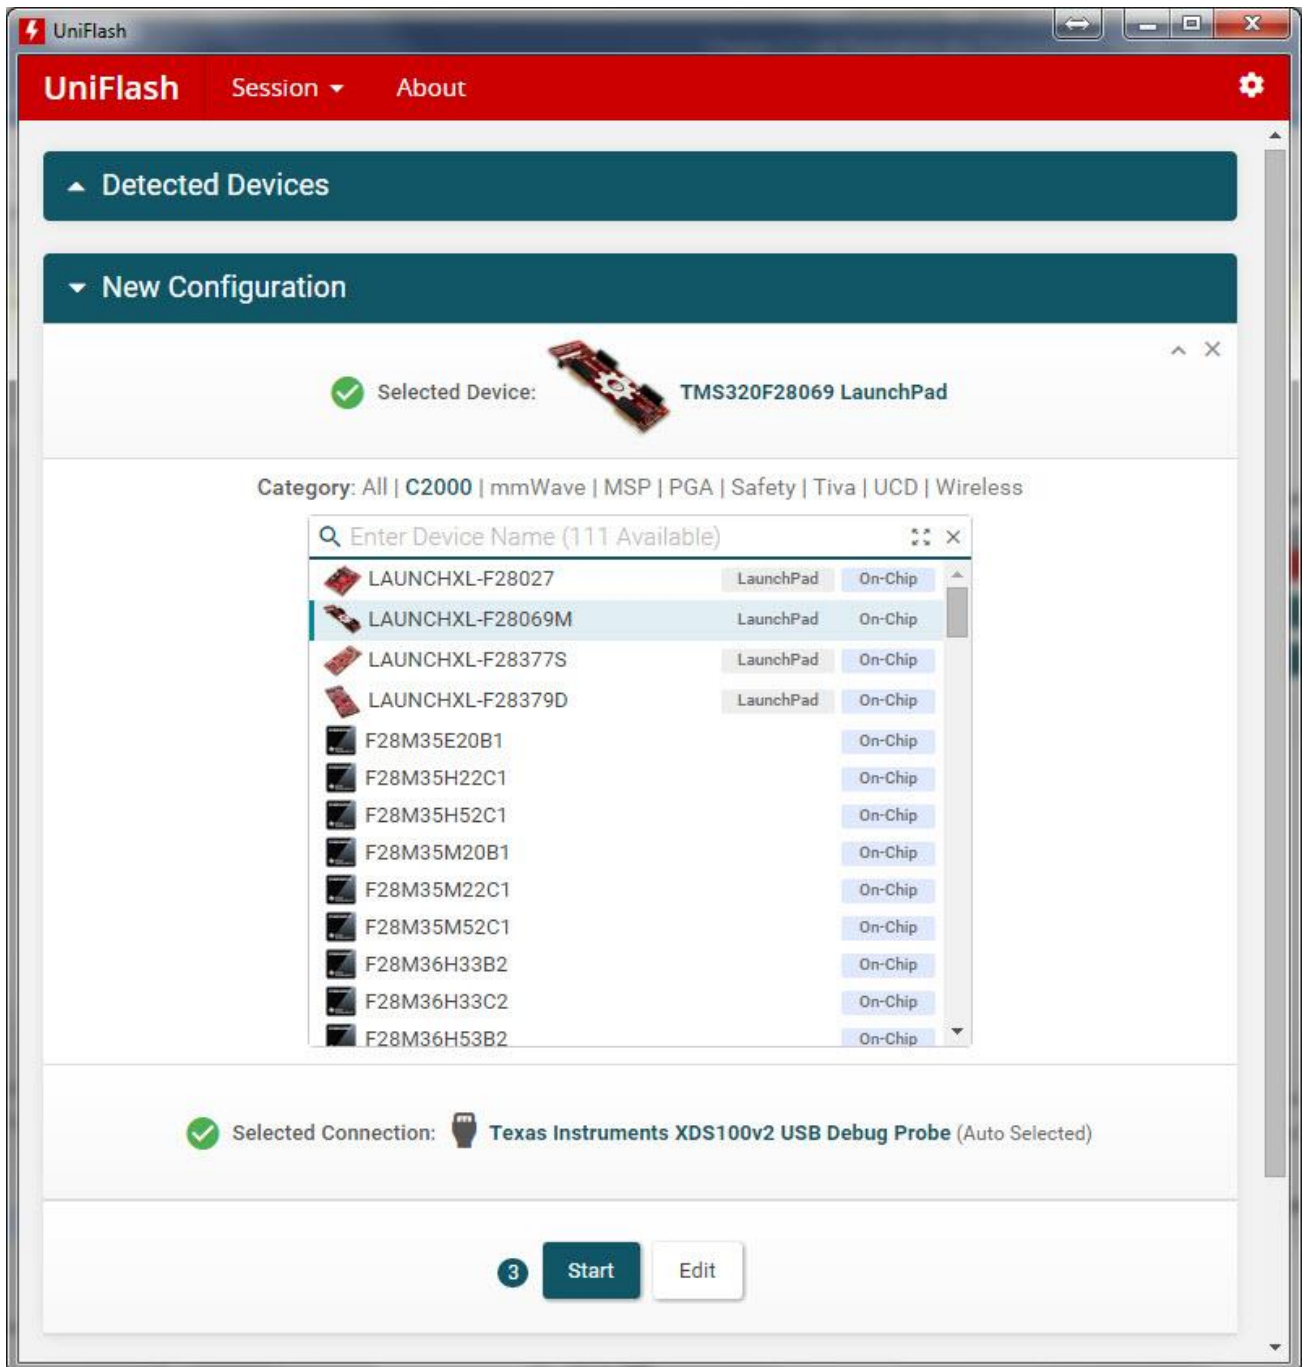 UniFlash
UniFlash Session About
Detected Devices
New Configuration
Selected Device: TMS320F28069 LaunchPad
Category: All | C2000 | mmWave | MSP | PGA | Safety | Tiva | UCD | Wireless
Enter Device Name (111 Available)
LAUNCHXL-F28027 LaunchPad On-Chip
LAUNCHXL-F28069M LaunchPad On-Chip
LAUNCHXL-F28377S LaunchPad On-Chip
LAUNCHXL-F28379D LaunchPad On-Chip
F28M35E20B1 On-Chip
F28M35H22C1 On-Chip
F28M35H52C1 On-Chip
F28M35M20B1 On-Chip
F28M35M22C1 On-Chip
F28M35M52C1 On-Chip
F28M36H33B2 On-Chip
F28M36H33C2 On-Chip
F28M36H53B2 On-Chip
Selected Connection: Texas Instruments XDS100v2 USB Debug Probe (Auto Selected)
3 Start Edit